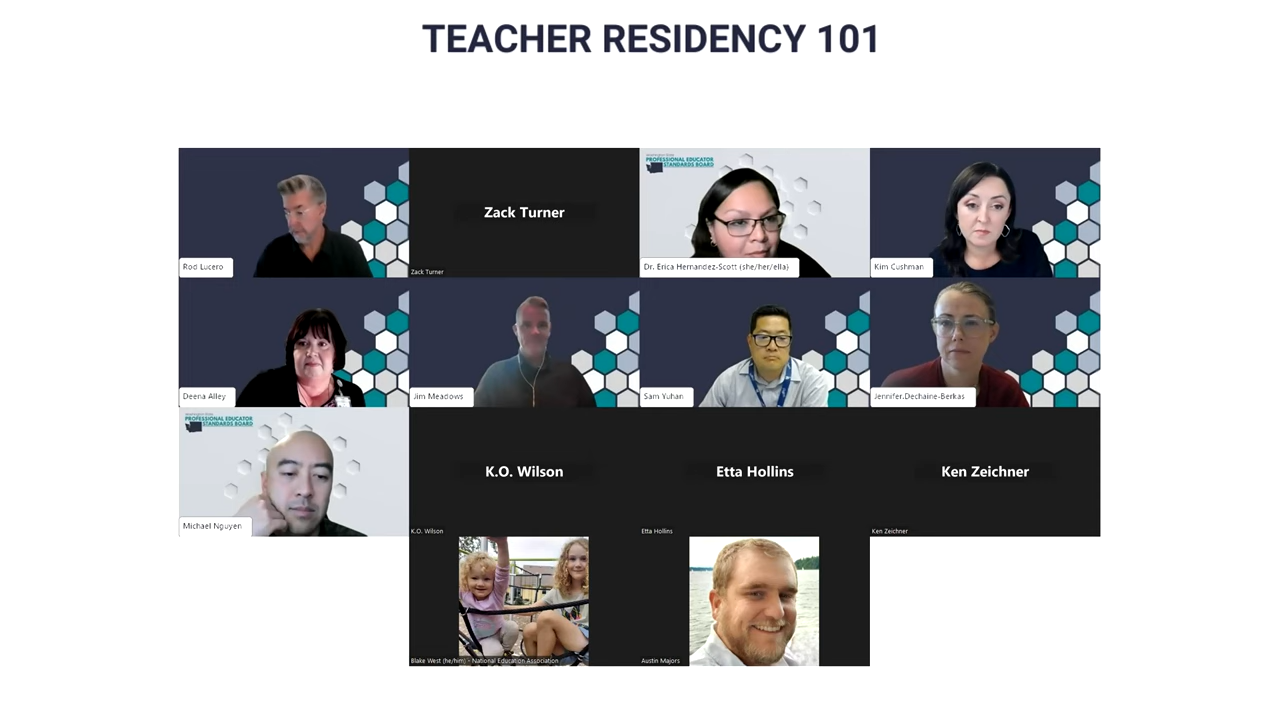 TEACHER RESIDENCY 101
PROFESSIONAL EDUCATOR
STANDARDS BOARD
Rod Lucero
Zack Turner
Zack Turner
Dr. Erica Hernandez-Scott (she/her/ella)
Kim Cushman
Deena Alley
Jim Meadows
Sam Yuhan
Jennifer.Dechaine-Berkas
PROFESSIONAL EDUCATOR
STANDARDS BOARD
Michael Nguyen
K.O. Wilson
K.O. Wilson
Etta Hollins
Etta Hollins
Ken Zeichner
Ken Zeichner
Blake West (he/him) - National Education Association
Austin Majors